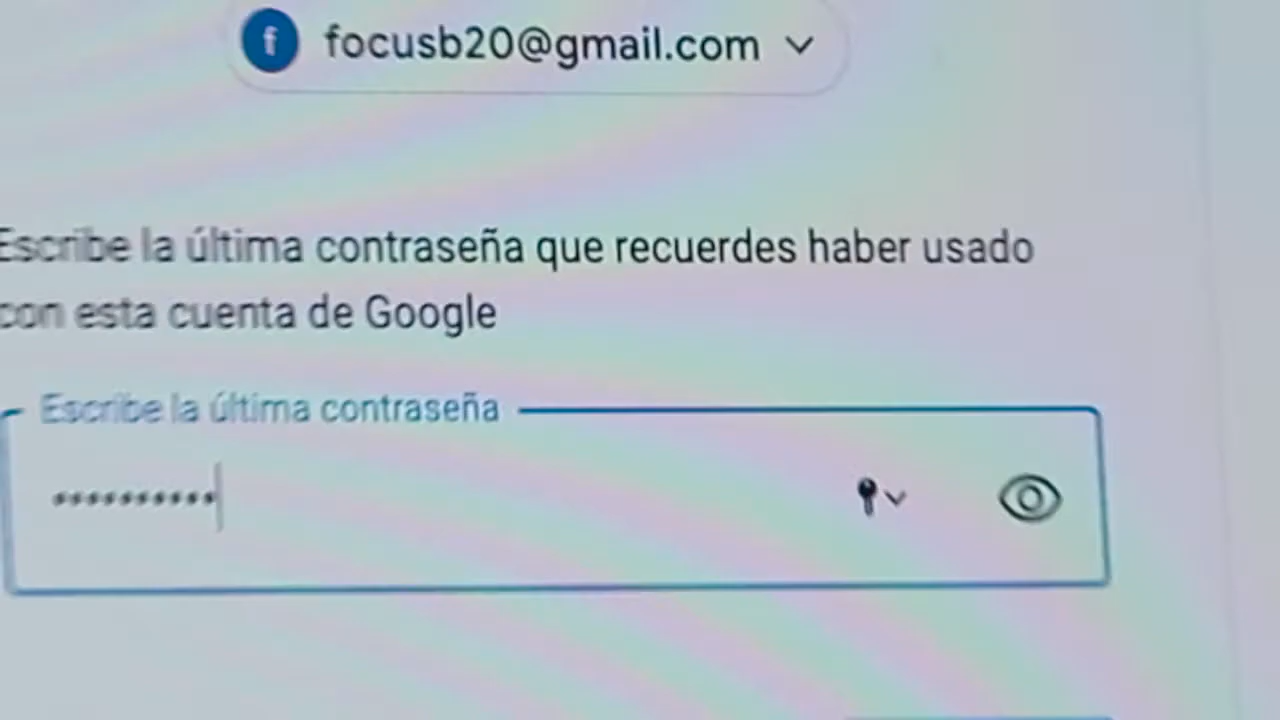 f focusb20@gmail.com
Escribe la última contraseña que recuerdes haber usado
con esta cuenta de Google
Escribe la última contraseña
••••••••••